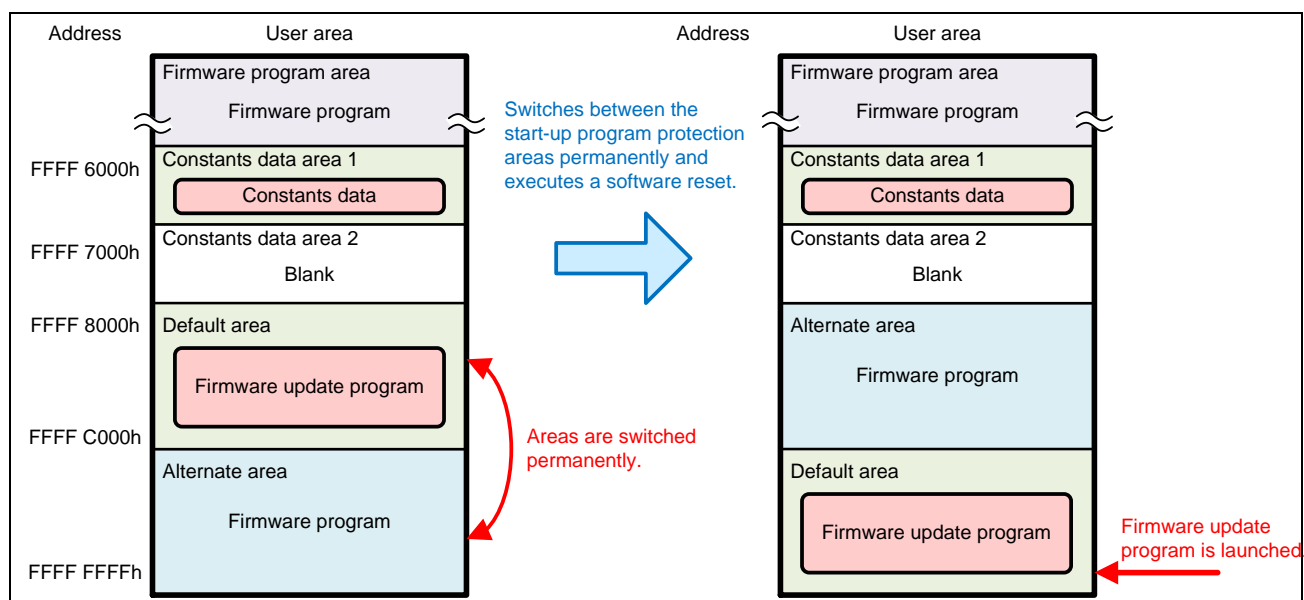 Address
User area
Firmware program area
Firmware program
FFFF 6000h
Constants data area 1
Constants data
FFFF 7000h
Constants data area 2
Blank
FFFF 8000h
Default area
Firmware update program
FFFF C000h
Alternate area
Firmware program
FFFF FFFFh
Switches between the
start-up program protection
areas permanently and
executes a software reset.
Areas are switched
permanently.
Address
User area
Firmware program area
Firmware program
Constants data area 1
Constants data
Constants data area 2
Blank
Alternate area
Firmware program
Default area
Firmware update program
Firmware update
program is launched.